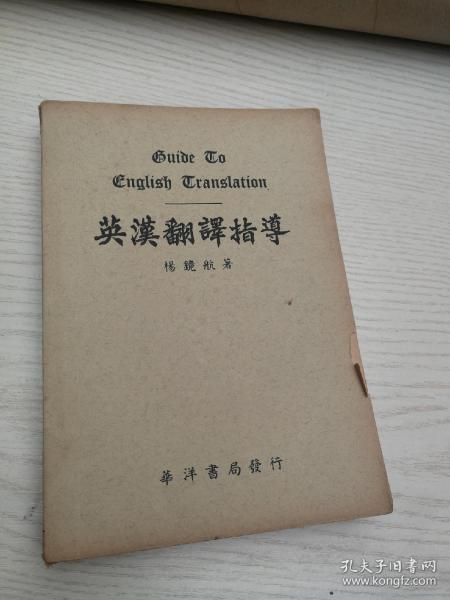 Guide To
English Translation
英漢翻譯指導
楊鏡航著
華洋書局發行
孔夫子旧书网
www.kongfz.com